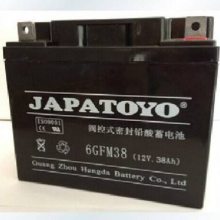 ISO9001
JAPATOYO®
阀控式密封铅酸蓄电池
6GFM38 (12V,38Ah)
Guang Zhou Hengda Battery Co., Ltd